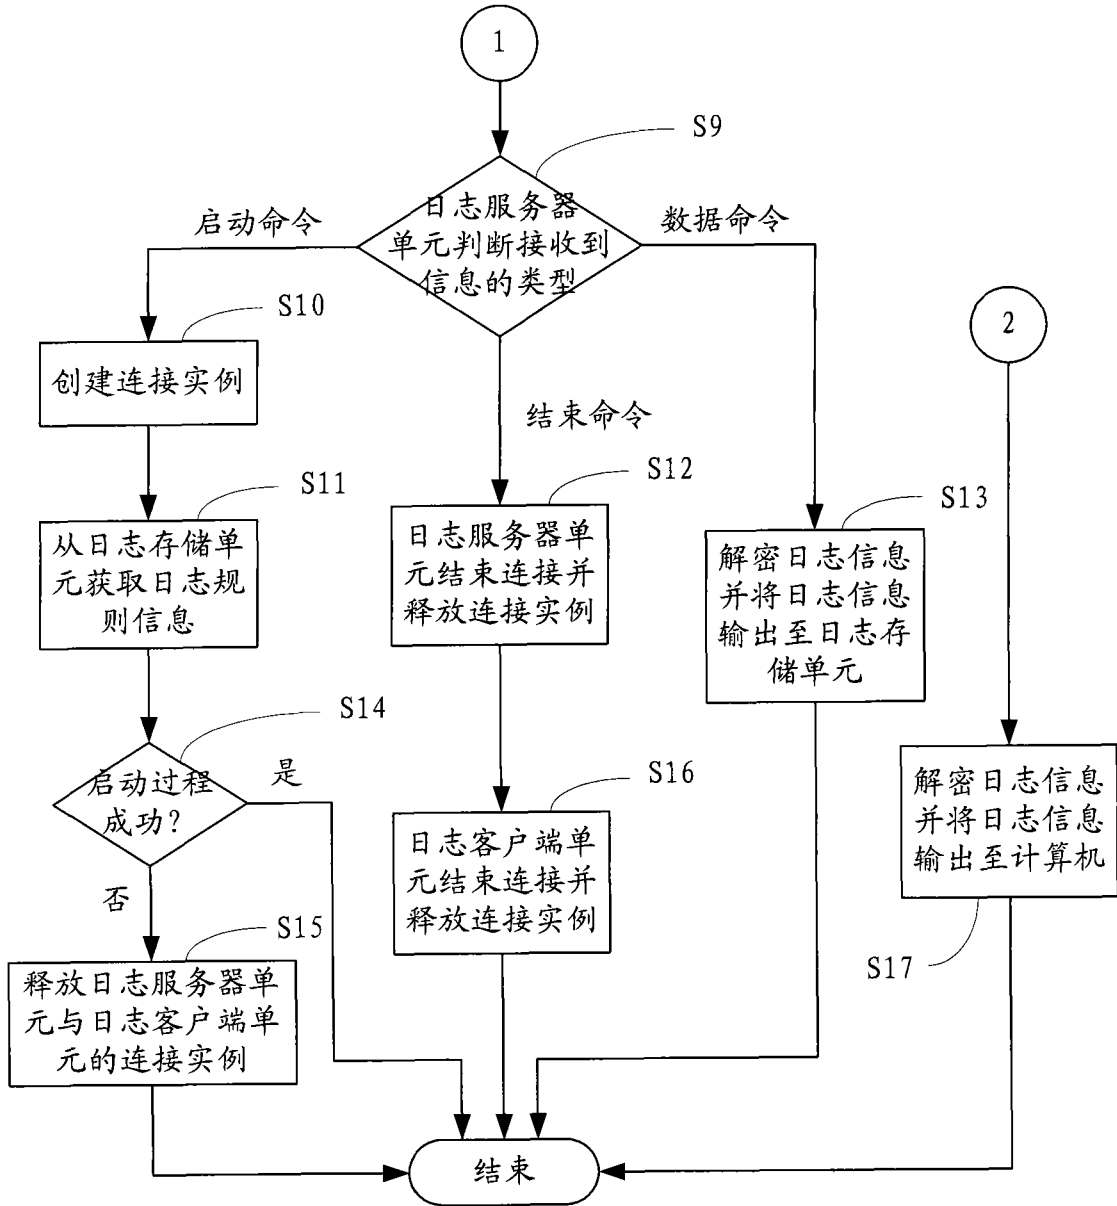 1
S9
日志服务器
单元判断接收到
信息的类型
启动命令
数据命令
S10
创建连接实例
2
结束命令
S11
从日志存储单
元获取日志规
则信息
S12
日志服务器单
元结束连接并
释放连接实例
S13
解密日志信息
并将日志信息
输出至日志存
储单元
S14
启动过程
成功?
是
否
S16
日志客户端单
元结束连接并
释放连接实例
解密日志信息
并将日志信息
输出至计算机
S17
S15
释放日志服务器单
元与日志客户端单
元的连接实例
结束